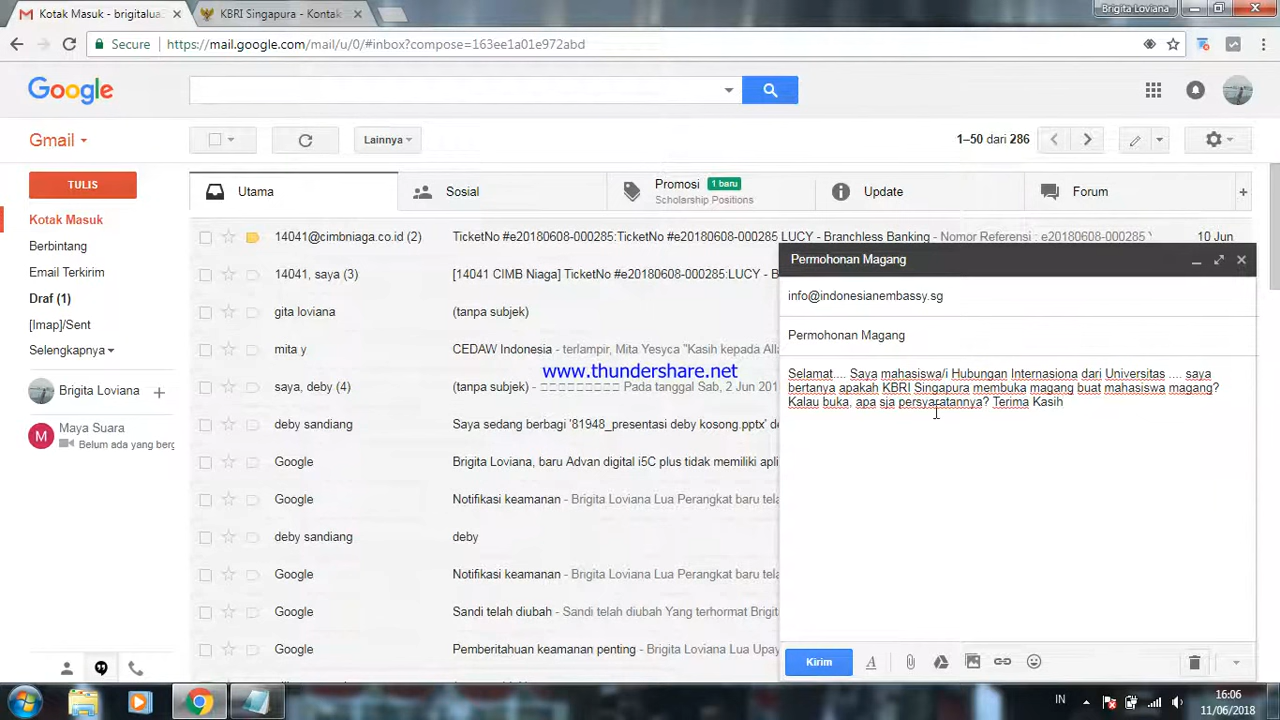 Kotak Masuk - brigitalua
KBRI Singapura - Kontak
Brigita Loviana
Secure
https://mail.google.com/mail/u/0/#inbox?compose=163ee1a01e972abd
Google
Gmail
Lainnya
1–50 dari 286
TULIS
Utama
Sosial
Promosi
1 baru
Scholarship Positions
Update
Forum
+
Kotak Masuk
Berbintang
Email Terkirim
Draf (1)
[Imap]/Sent
Selengkapnya
Brigita Loviana
Maya Suara
Belum ada yang berg
M
14041@cimbniaga.co.id (2)
TicketNo #e20180608-000285:TicketNo #e20180608-000285 LUCY - Branchless Banking - Nomor Referensi : e20180608-000285
10 Jun
14041, saya (3)
[14041 CIMB Niaga] TicketNo #e20180608-000285:LUCY - B
gita loviana
(tanpa subjek)
mita y
CEDAW Indonesia - terlampir, Mita Yesyca "Kasih kepada All
saya, deby (4)
(tanpa subjek) - ========= Pada tanggal Sab, 2 Jun 201
deby sandiang
Saya sedang berbagi '81948_presentasi deby kosong.pptx' de
Google
Brigita Loviana, baru Advan digital i5C plus tidak memiliki apli
Google
Notifikasi keamanan - Brigita Loviana Lua Perangkat baru tela
deby sandiang
deby
Google
Notifikasi keamanan - Brigita Loviana Lua Perangkat baru tela
Google
Sandi telah diubah - Sandi telah diubah Yang terhormat Brigit
Google
Pemberitahuan keamanan penting - Brigita Loviana Lua Upay
www.thundershare.net
Permohonan Magang
info@indonesianembassy.sg
Permohonan Magang
Selamat.... Saya mahasiswa/i Hubungan Internasiona dari Universitas .... saya
bertanya apakah KBRI Singapura membuka magang buat mahasiswa magang?
Kalau buka, apa sja persyaratannya? Terima Kasih
Kirim
A
IN
16:06
11/06/2018